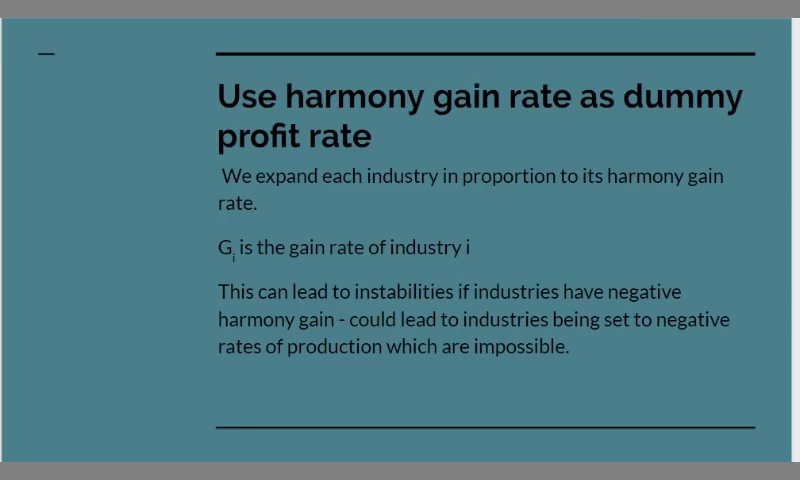 Use harmony gain rate as dummy
profit rate
We expand each industry in proportion to its harmony gain
rate.
Gᵢ is the gain rate of industry i
This can lead to instabilities if industries have negative
harmony gain - could lead to industries being set to negative
rates of production which are impossible.